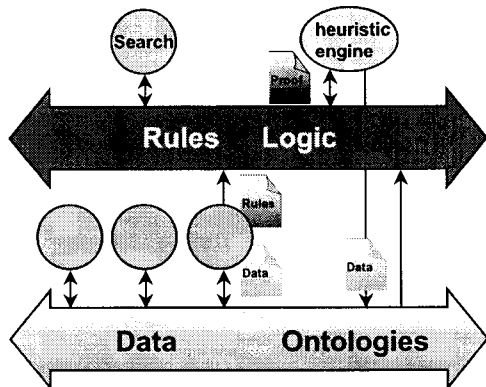 Search
heuristic
engine
Proof
Rules Logic
Rules
Data
Data
Data Ontologies